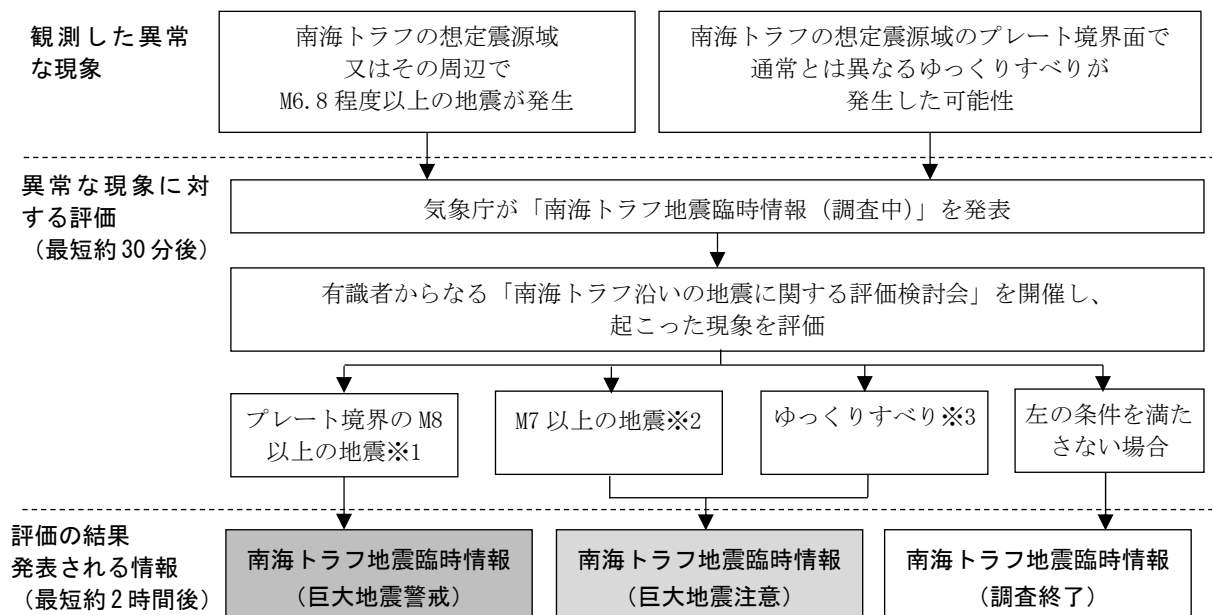 観測した異常
な現象
南海トラフの想定震源域
又はその周辺で
M6.8 程度以上の地震が発生
南海トラフの想定震源域のプレート境界面で
通常とは異なるゆっくりすべりが
発生した可能性
異常な現象に対
する評価
（最短約 30 分後）
気象庁が「南海トラフ地震臨時情報（調査中）」を発表
有識者からなる「南海トラフ沿いの地震に関する評価検討会」を開催し、
起こった現象を評価
プレート境界の M8
以上の地震※1
M7 以上の地震※2
ゆっくりすべり※3
左の条件を満た
さない場合
評価の結果
発表される情報
（最短約 2 時間後）
南海トラフ地震臨時情報
（巨大地震警戒）
南海トラフ地震臨時情報
（巨大地震注意）
南海トラフ地震臨時情報
（調査終了）